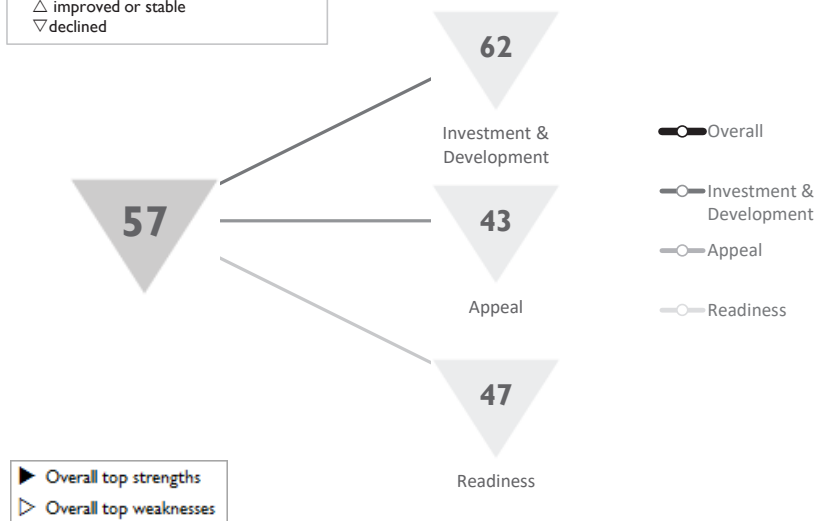 △ improved or stable
▽ declined
62
Investment &
Development
57
43
Appeal
47
Readiness
Overall
Investment &
Development
Appeal
Readiness
▶ Overall top strengths
▷ Overall top weaknesses